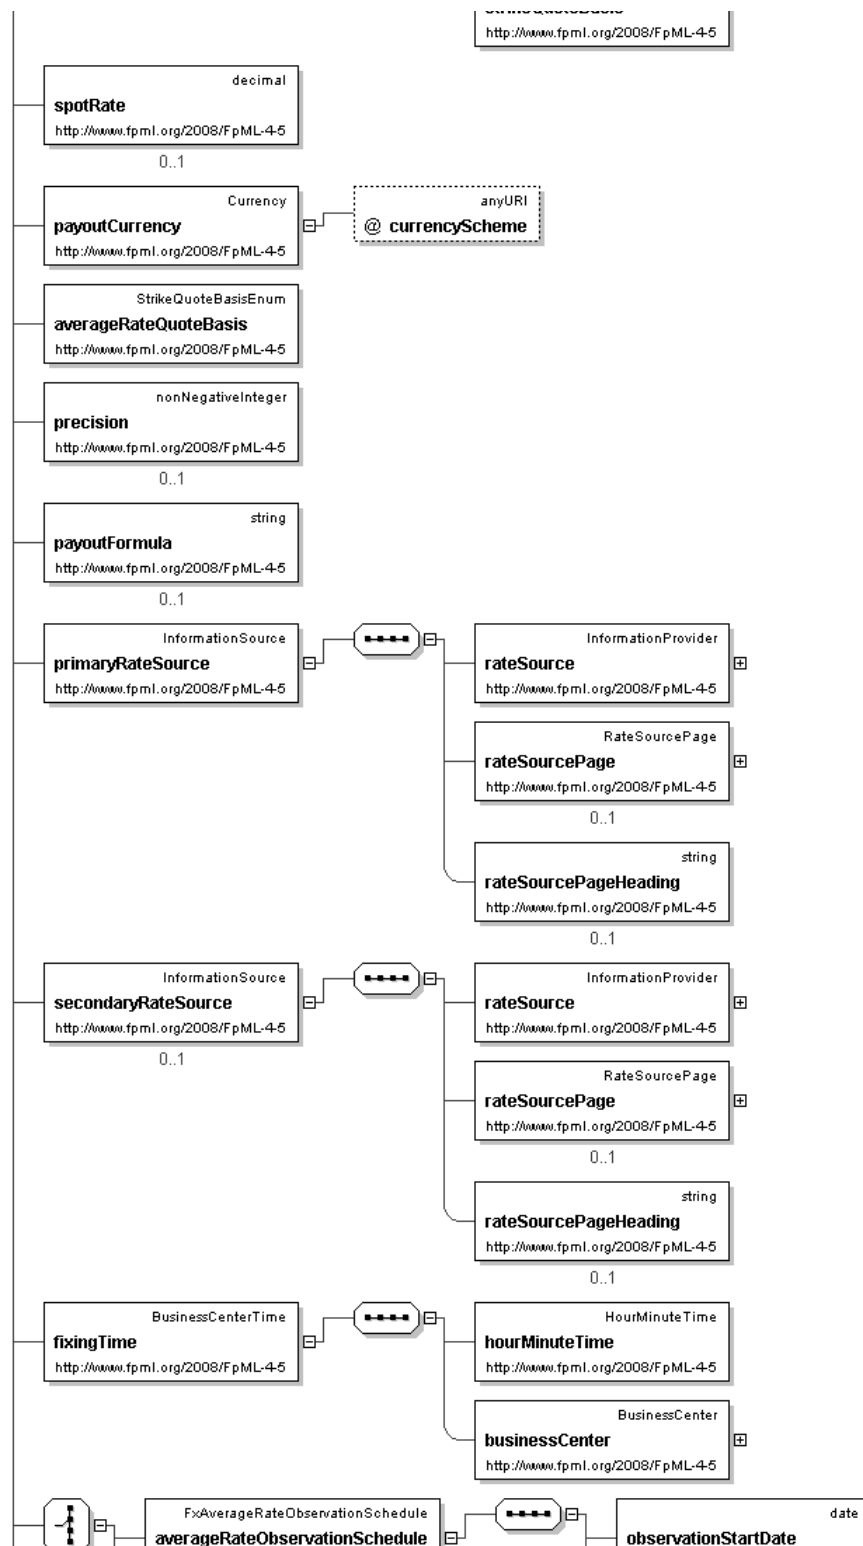 http://www.fpml.org/2008/FpML-4-5
decimal
spotRate
http://www.fpml.org/2008/FpML-4-5
0..1
Currency
payoutCurrency
http://www.fpml.org/2008/FpML-4-5
anyURI
@ currencyScheme
StrikeQuoteBasisEnum
averageRateQuoteBasis
http://www.fpml.org/2008/FpML-4-5
nonNegativeInteger
precision
http://www.fpml.org/2008/FpML-4-5
0..1
string
payoutFormula
http://www.fpml.org/2008/FpML-4-5
0..1
InformationSource
primaryRateSource
http://www.fpml.org/2008/FpML-4-5
InformationProvider
rateSource
http://www.fpml.org/2008/FpML-4-5
RateSourcePage
rateSourcePage
http://www.fpml.org/2008/FpML-4-5
0..1
string
rateSourcePageHeading
http://www.fpml.org/2008/FpML-4-5
0..1
InformationSource
secondaryRateSource
http://www.fpml.org/2008/FpML-4-5
0..1
InformationProvider
rateSource
http://www.fpml.org/2008/FpML-4-5
RateSourcePage
rateSourcePage
http://www.fpml.org/2008/FpML-4-5
0..1
string
rateSourcePageHeading
http://www.fpml.org/2008/FpML-4-5
0..1
BusinessCenterTime
fixingTime
http://www.fpml.org/2008/FpML-4-5
HourMinuteTime
hourMinuteTime
http://www.fpml.org/2008/FpML-4-5
BusinessCenter
businessCenter
http://www.fpml.org/2008/FpML-4-5
FxAverageRateObservationSchedule
averageRateObservationSchedule
date
observationStartDate